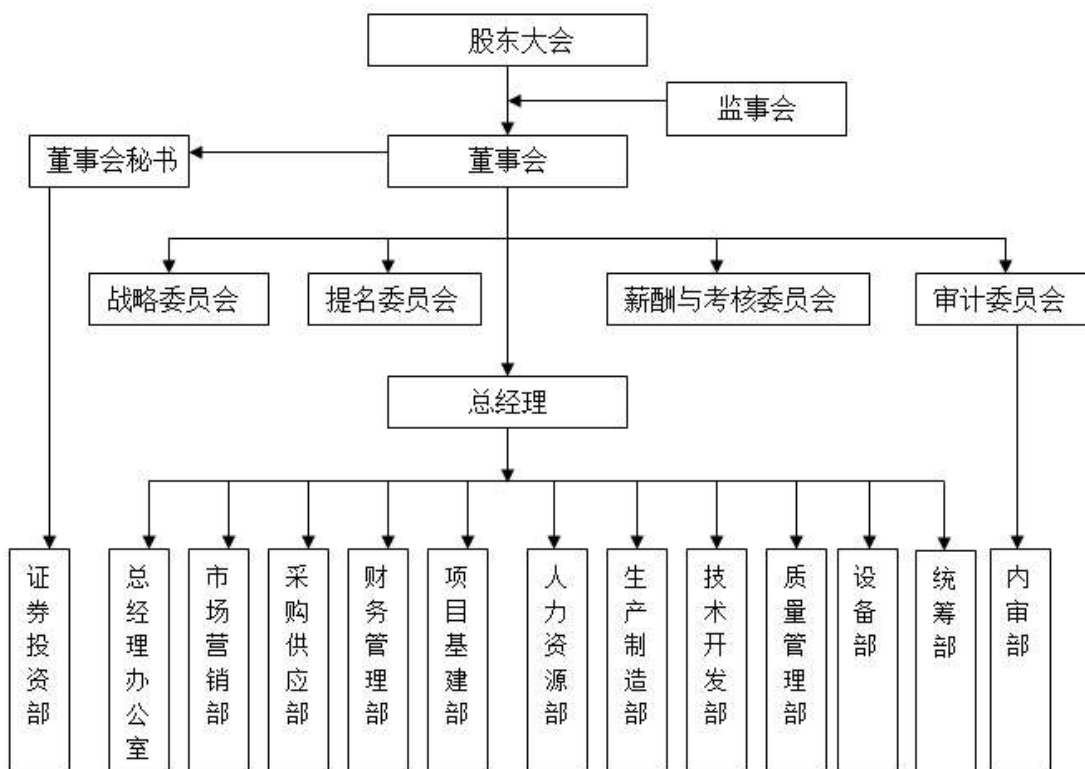 股东大会
监事会
董事会秘书
董事会
战略委员会
提名委员会
薪酬与考核委员会
审计委员会
总经理
证券投资部
总经理办公室
市场营销部
采购供应部
财务管理部
项目基建部
人力资源部
生产制造部
技术开发部
质量管理部
设备部
统筹部
内审部